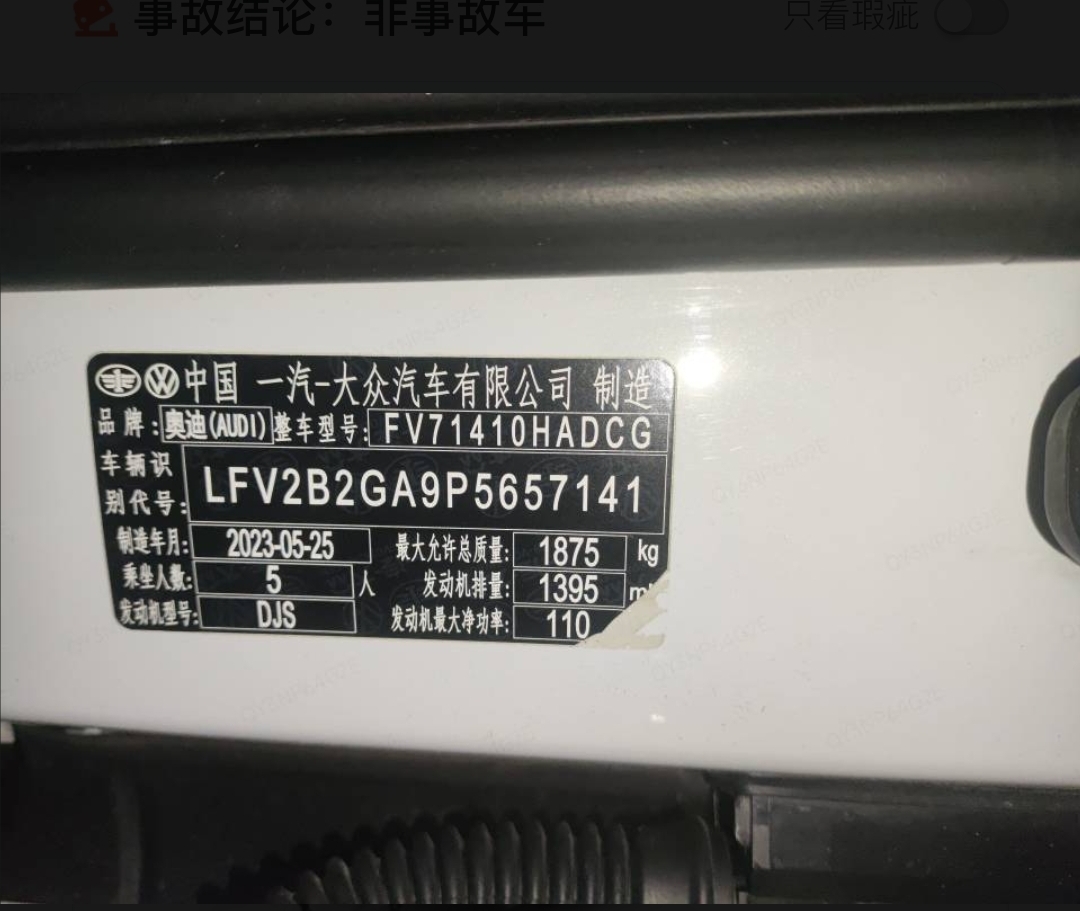 事故结论：非事故车
只看瑕疵
中国 一汽-大众汽车有限公司 制造
品牌：奥迪(AUDI) 整车型号：FV71410HADCG
车辆识别代号：LFV2B2GA9P5657141
制造年月：2023-05-25 最大允许总质量：1875 kg
乘坐人数：5 人 发动机排量：1395
发动机型号：DJS 发动机最大净功率：110